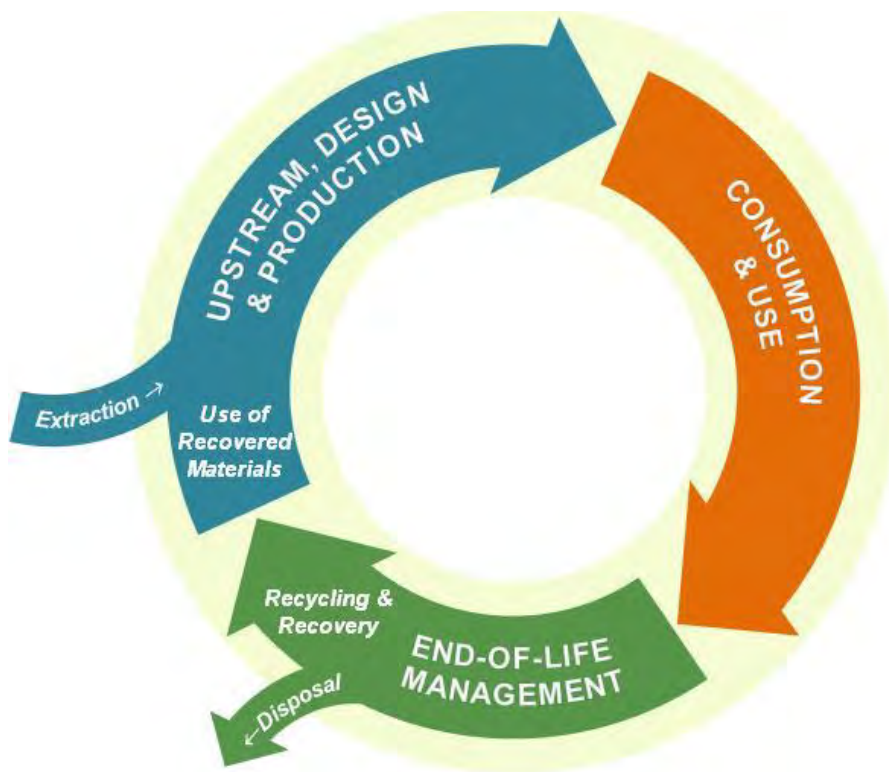 UPSTREAM, DESIGN
& PRODUCTION
CONSUMPTION
& USE
Extraction →
Use of
Recovered
Materials
Recycling &
Recovery
END-OF-LIFE
MANAGEMENT
←Disposal